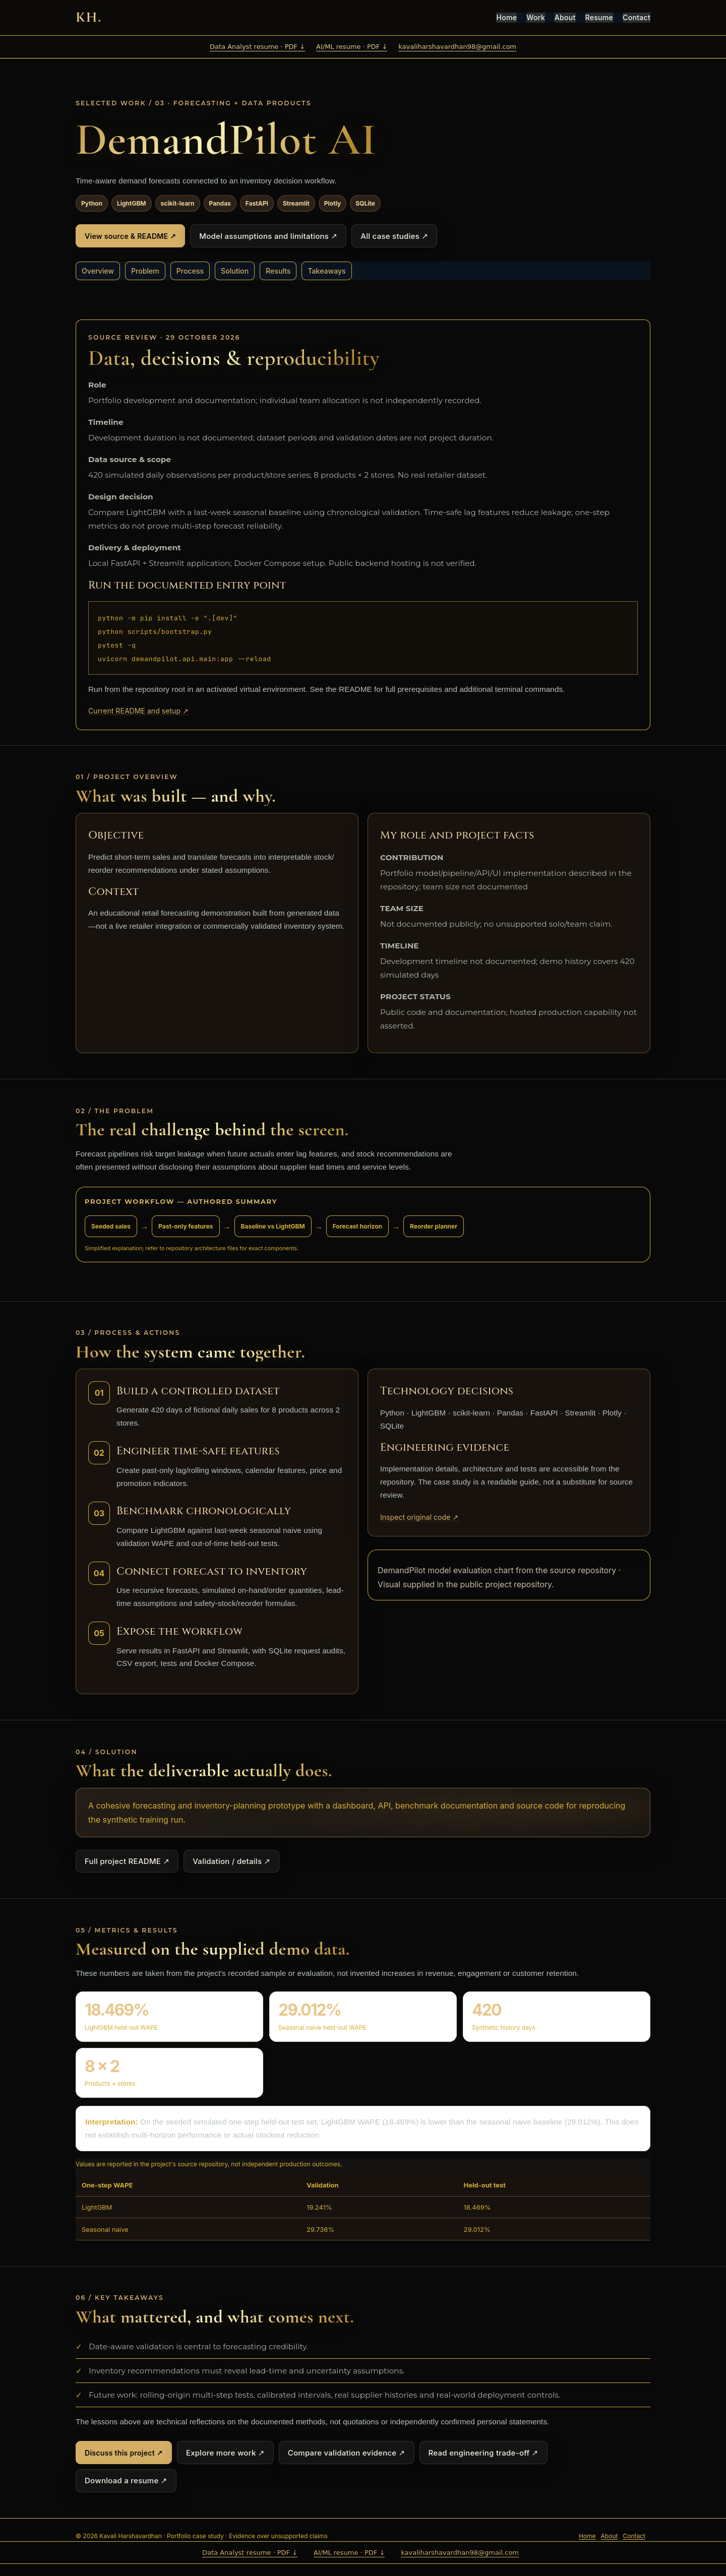 KH.
Home Work About Resume Contact
Data Analyst resume · PDF ↓ AI/ML resume · PDF ↓ kavaliharshavardhan98@gmail.com
SELECTED WORK / 03 · FORECASTING + DATA PRODUCTS
DemandPilot AI
Time-aware demand forecasts connected to an inventory decision workflow.
Python LightGBM scikit-learn Pandas FastAPI Streamlit Plotly SQLite
View source & README ↗ Model assumptions and limitations ↗ All case studies ↗
Overview Problem Process Solution Results Takeaways
SOURCE REVIEW · 29 OCTOBER 2026
Data, decisions & reproducibility
Role
Portfolio development and documentation; individual team allocation is not independently recorded.
Timeline
Development duration is not documented; dataset periods and validation dates are not project duration.
Data source & scope
420 simulated daily observations per product/store series; 8 products × 2 stores. No real retailer dataset.
Design decision
Compare LightGBM with a last-week seasonal baseline using chronological validation. Time-safe lag features reduce leakage; one-step
metrics do not prove multi-step forecast reliability.
Delivery & deployment
Local FastAPI + Streamlit application; Docker Compose setup. Public backend hosting is not verified.
Run the documented entry point
python -m pip install -e ".[dev]"
python scripts/bootstrap.py
pytest -q
uvicorn demandpilot.api.main:app --reload
Run from the repository root in an activated virtual environment. See the README for full prerequisites and additional terminal commands.
Current README and setup ↗
01 / PROJECT OVERVIEW
What was built — and why.
Objective
Predict short-term sales and translate forecasts into interpretable stock/
reorder recommendations under stated assumptions.
Context
An educational retail forecasting demonstration built from generated data
—not a live retailer integration or commercially validated inventory system.
My role and project facts
CONTRIBUTION
Portfolio model/pipeline/API/UI implementation described in the
repository; team size not documented
TEAM SIZE
Not documented publicly; no unsupported solo/team claim.
TIMELINE
Development timeline not documented; demo history covers 420
simulated days
PROJECT STATUS
Public code and documentation; hosted production capability not
asserted.
02 / THE PROBLEM
The real challenge behind the screen.
Forecast pipelines risk target leakage when future actuals enter lag features, and stock recommendations are
often presented without disclosing their assumptions about supplier lead times and service levels.
PROJECT WORKFLOW — AUTHORED SUMMARY
Seeded sales → Past-only features → Baseline vs LightGBM → Forecast horizon → Reorder planner
Simplified explanation; refer to repository architecture files for exact components.
03 / PROCESS & ACTIONS
How the system came together.
01 Build a controlled dataset
Generate 420 days of fictional daily sales for 8 products across 2
stores.
02 Engineer time-safe features
Create past-only lag/rolling windows, calendar features, price and
promotion indicators.
03 Benchmark chronologically
Compare LightGBM against last-week seasonal naive using
validation WAPE and out-of-time held-out tests.
04 Connect forecast to inventory
Use recursive forecasts, simulated on-hand/order quantities, lead-
time assumptions and safety-stock/reorder formulas.
05 Expose the workflow
Serve results in FastAPI and Streamlit, with SQLite request audits,
CSV export, tests and Docker Compose.
Technology decisions
Python · LightGBM · scikit-learn · Pandas · FastAPI · Streamlit · Plotly ·
SQLite
Engineering evidence
Implementation details, architecture and tests are accessible from the
repository. The case study is a readable guide, not a substitute for source
review.
Inspect original code ↗
DemandPilot model evaluation chart from the source repository ·
Visual supplied in the public project repository.
04 / SOLUTION
What the deliverable actually does.
A cohesive forecasting and inventory-planning prototype with a dashboard, API, benchmark documentation and source code for reproducing
the synthetic training run.
Full project README ↗ Validation / details ↗
05 / METRICS & RESULTS
Measured on the supplied demo data.
These numbers are taken from the project's recorded sample or evaluation, not invented increases in revenue, engagement or customer retention.
18.469%
LightGBM held-out WAPE
29.012%
Seasonal naive held-out WAPE
420
Synthetic history days
8 × 2
Products × stores
Interpretation: On the seeded simulated one-step held-out test set, LightGBM WAPE (18.469%) is lower than the seasonal naive baseline (29.012%). This does
not establish multi-horizon performance or actual stockout reduction.
Values are reported in the project's source repository, not independent production outcomes.
One-step WAPE Validation Held-out test
LightGBM 19.241% 18.469%
Seasonal naive 29.736% 29.012%
06 / KEY TAKEAWAYS
What mattered, and what comes next.
✓ Date-aware validation is central to forecasting credibility.
✓ Inventory recommendations must reveal lead-time and uncertainty assumptions.
✓ Future work: rolling-origin multi-step tests, calibrated intervals, real supplier histories and real-world deployment controls.
The lessons above are technical reflections on the documented methods, not quotations or independently confirmed personal statements.
Discuss this project ↗ Explore more work ↗ Compare validation evidence ↗ Read engineering trade-off ↗
Download a resume ↗
© 2026 Kavali Harshavardhan · Portfolio case study · Evidence over unsupported claims
Home About Contact
Data Analyst resume · PDF ↓ AI/ML resume · PDF ↓ kavaliharshavardhan98@gmail.com